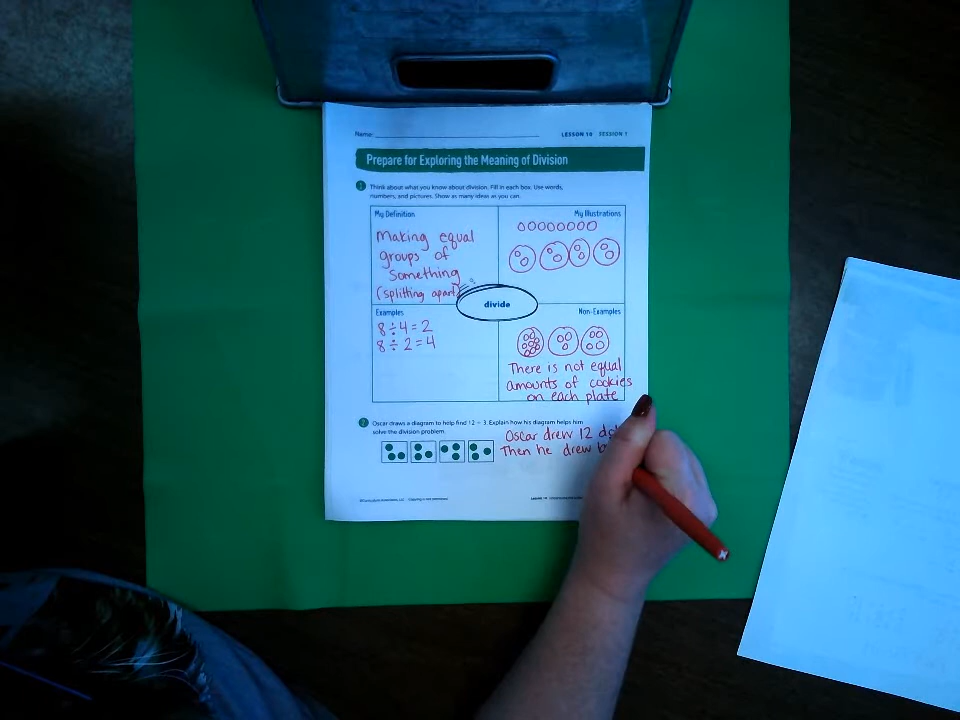 Name:
LESSON 10 SESSION 1
Prepare for Exploring the Meaning of Division
1 Think about what you know about division. Fill in each box. Use words,
numbers, and pictures. Show as many ideas as you can.
My Definition
Making equal
groups of
something
(splitting apart)
My Illustrations
divide
Examples
8 ÷ 4 = 2
8 ÷ 2 = 4
Non-Examples
There is not equal
amounts of cookies
on each plate
2 Oscar draws a diagram to help find 12 ÷ 3. Explain how his diagram helps him
solve the division problem.
Oscar drew 12
Then he drew